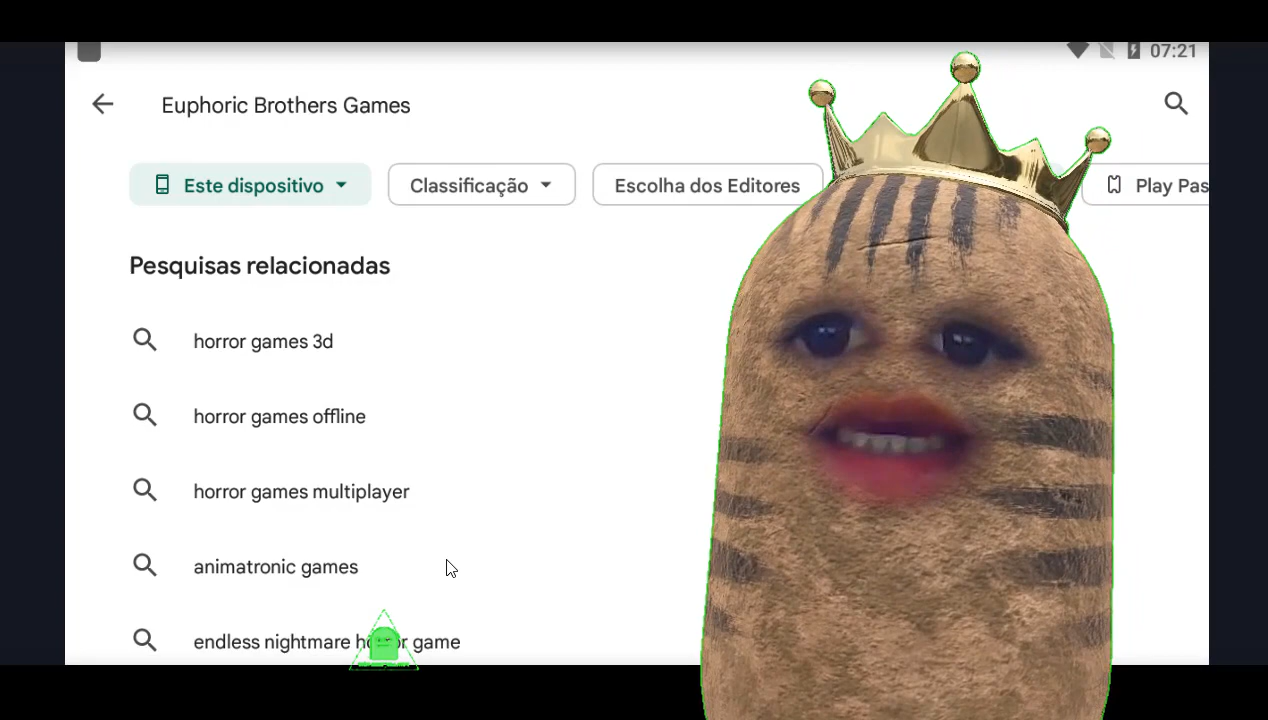 07:21
Euphoric Brothers Games
Este dispositivo
Classificação
Escolha dos Editores
Play Pas
Pesquisas relacionadas
horror games 3d
horror games offline
horror games multiplayer
animatronic games
endless nightmare horror game